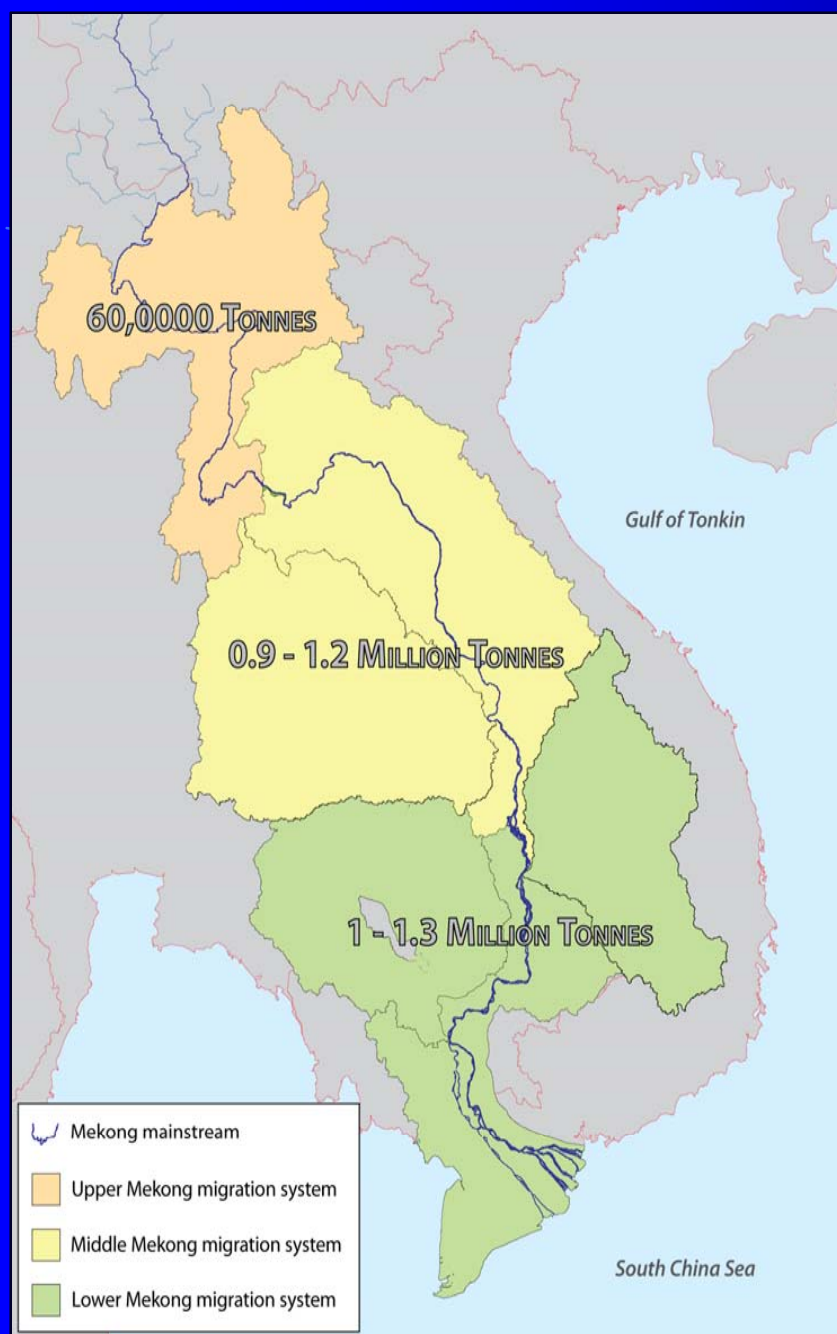 60,0000 TONNES
Gulf of Tonkin
0.9 - 1.2 MILLION TONNES
1 - 1.3 MILLION TONNES
Mekong mainstream
Upper Mekong migration system
Middle Mekong migration system
Lower Mekong migration system
South China Sea